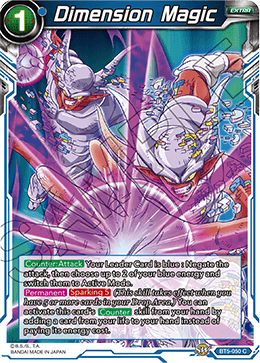 1
Dimension Magic
EXTRA
Counter: Attack Your Leader Card is blue : Negate the
attack, then choose up to 2 of your blue energy and
switch them to Active Mode.
Permanent Sparking 5 (This skill takes effect when you
have 5 or more cards in your Drop Area.) You can
activate this card's Counter skill from your hand by
adding a card from your life to your hand instead of
paying its energy cost.
©B.S./S., T.A.
BANDAI MADE IN JAPAN
BT5-050 C